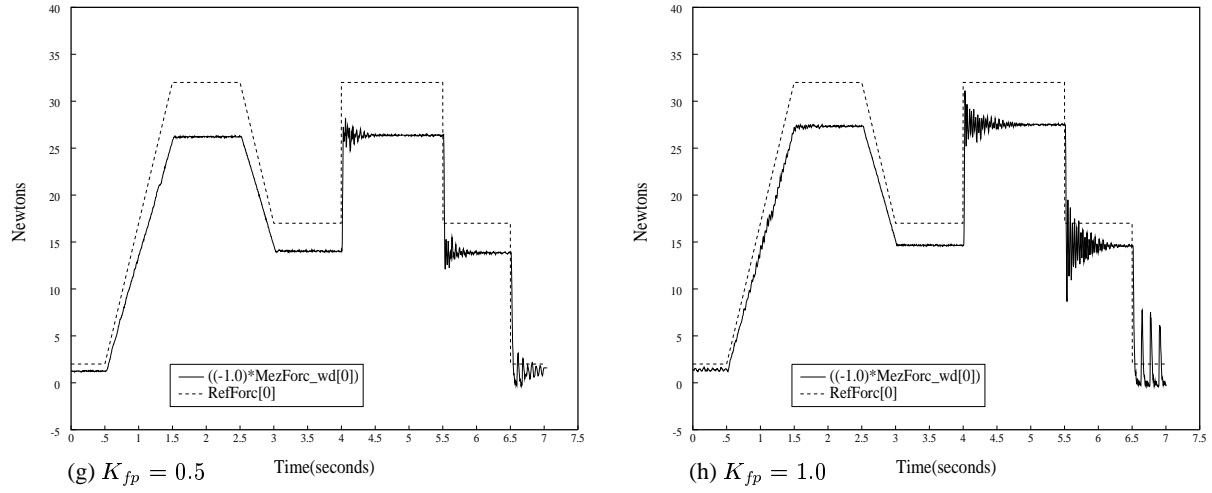 40
35
30
25
20
15
10
5
0
-5
Newtons
((-1.0)*MezForc_wd[0])
RefForc[0]
0 .5 1 1.5 2 2.5 3 3.5 4 4.5 5 5.5 6 6.5 7 7.5
Time(seconds)
(g) K_{fp} = 0.5
40
35
30
25
20
15
10
5
0
-5
Newtons
((-1.0)*MezForc_wd[0])
RefForc[0]
0 .5 1 1.5 2 2.5 3 3.5 4 4.5 5 5.5 6 6.5 7 7.5
Time(seconds)
(h) K_{fp} = 1.0